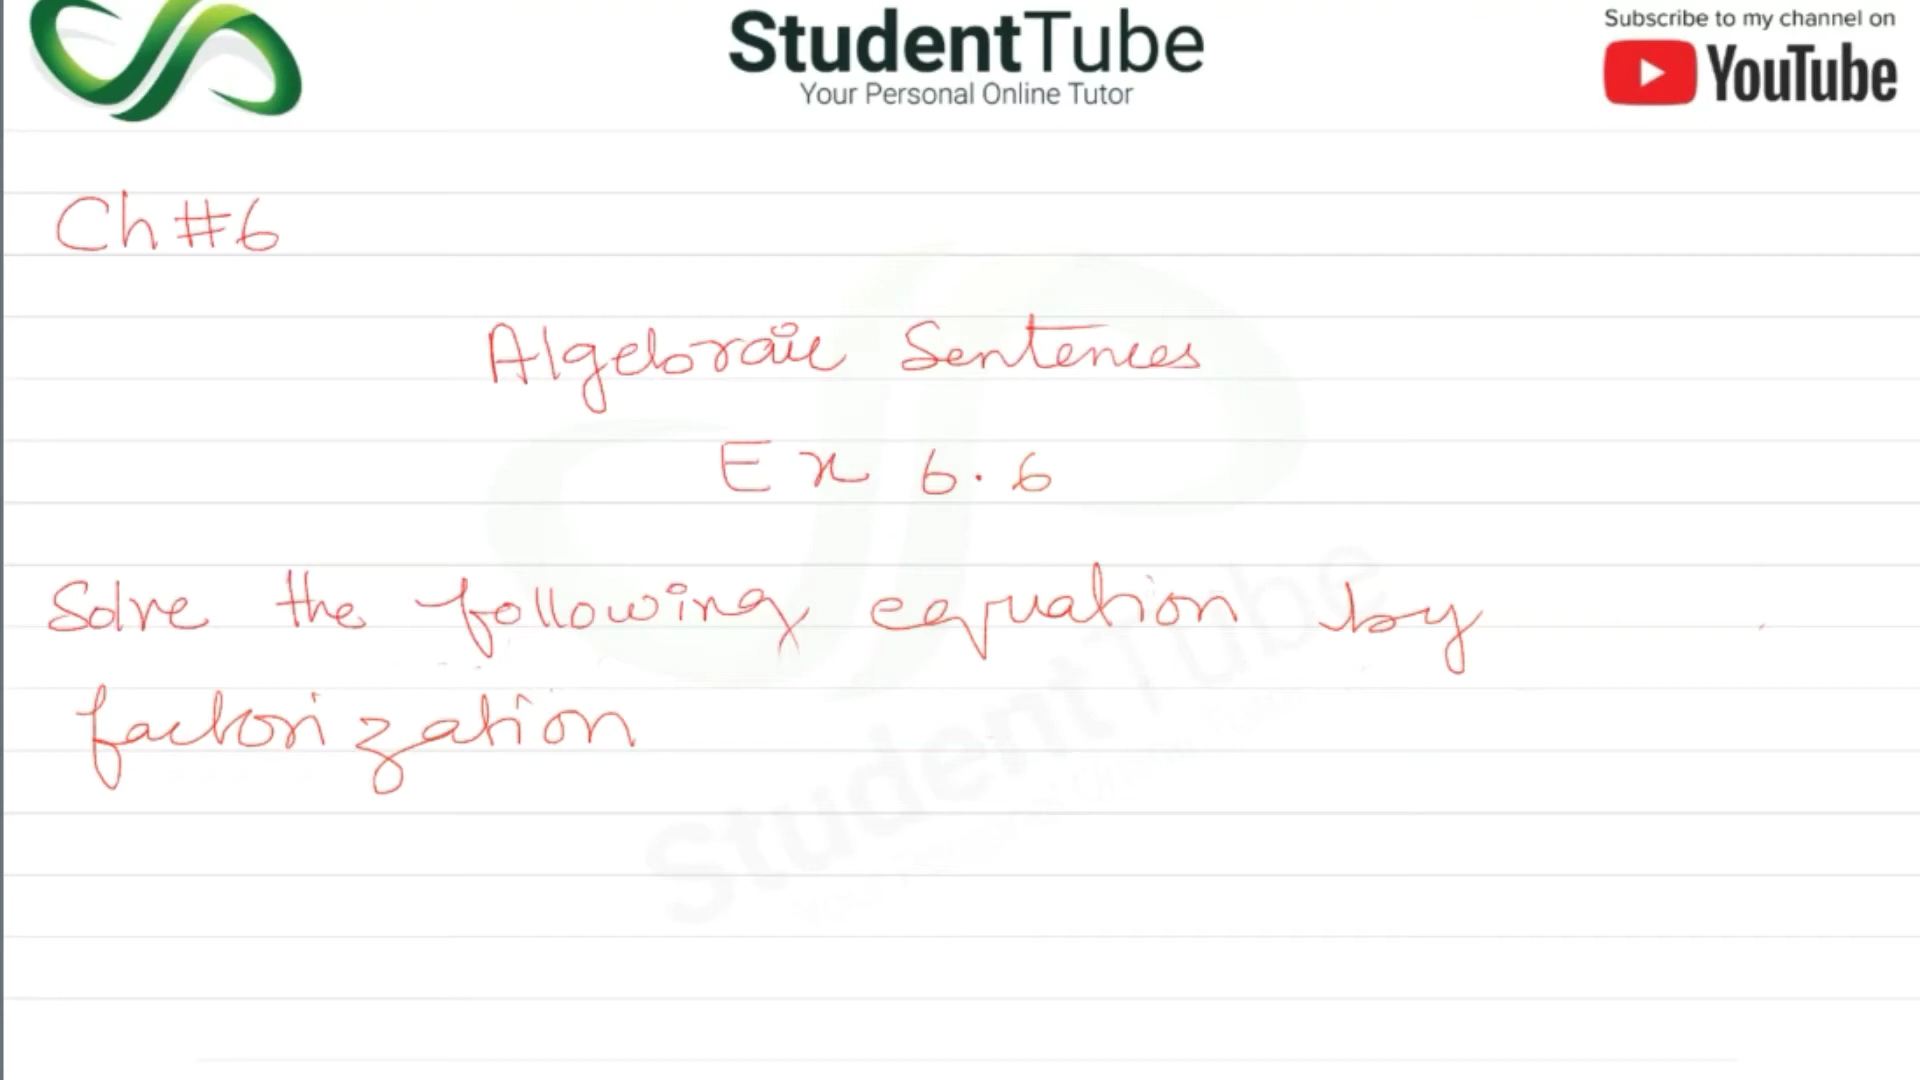 StudentTube
Your Personal Online Tutor
Subscribe to my channel on
YouTube
Ch #6
Algebraic Sentences
Ex 6.6
Solve the following equation by
factorization
StudentTube